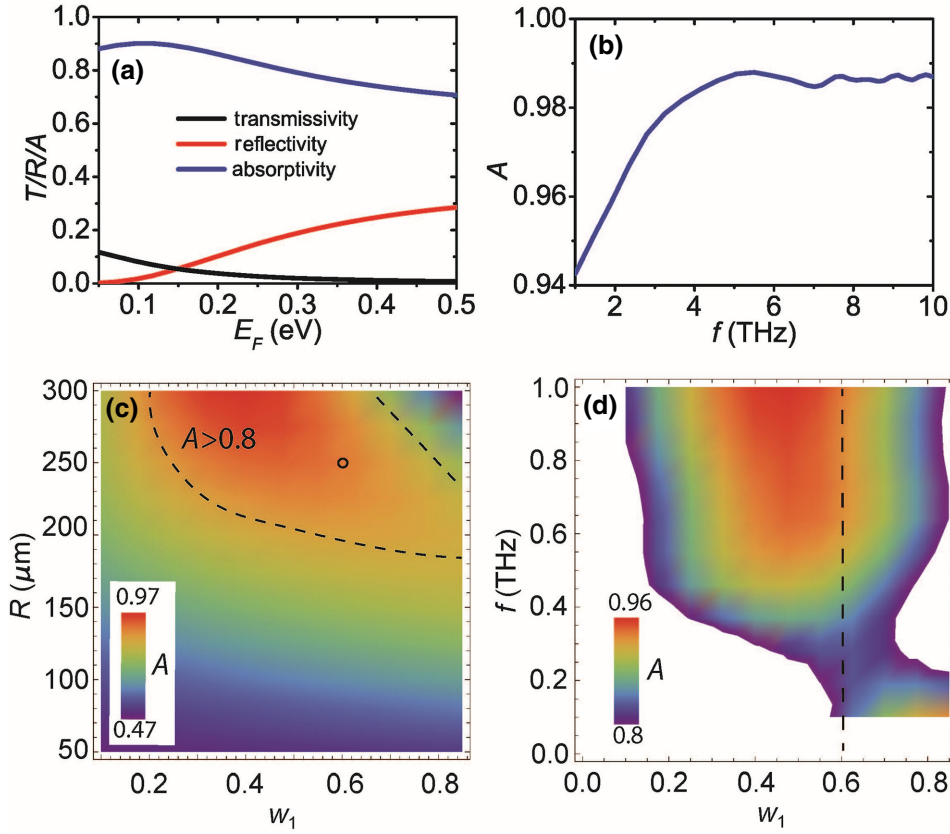 (a)
T/R/A
1.0
0.8
0.6
0.4
0.2
0.0
transmissivity
reflectivity
absorptivity
0.1 0.2 0.3 0.4 0.5
E_F (eV)
(b)
A
1.00
0.98
0.96
0.94
2 4 6 8 10
f (THz)
(c)
R (μm)
300
250
200
150
100
50
A>0.8
0.97
A
0.47
0.2 0.4 0.6 0.8
w₁
(d)
f (THz)
1.0
0.8
0.6
0.4
0.2
0.0
0.96
A
0.8
0.0 0.2 0.4 0.6 0.8
w₁